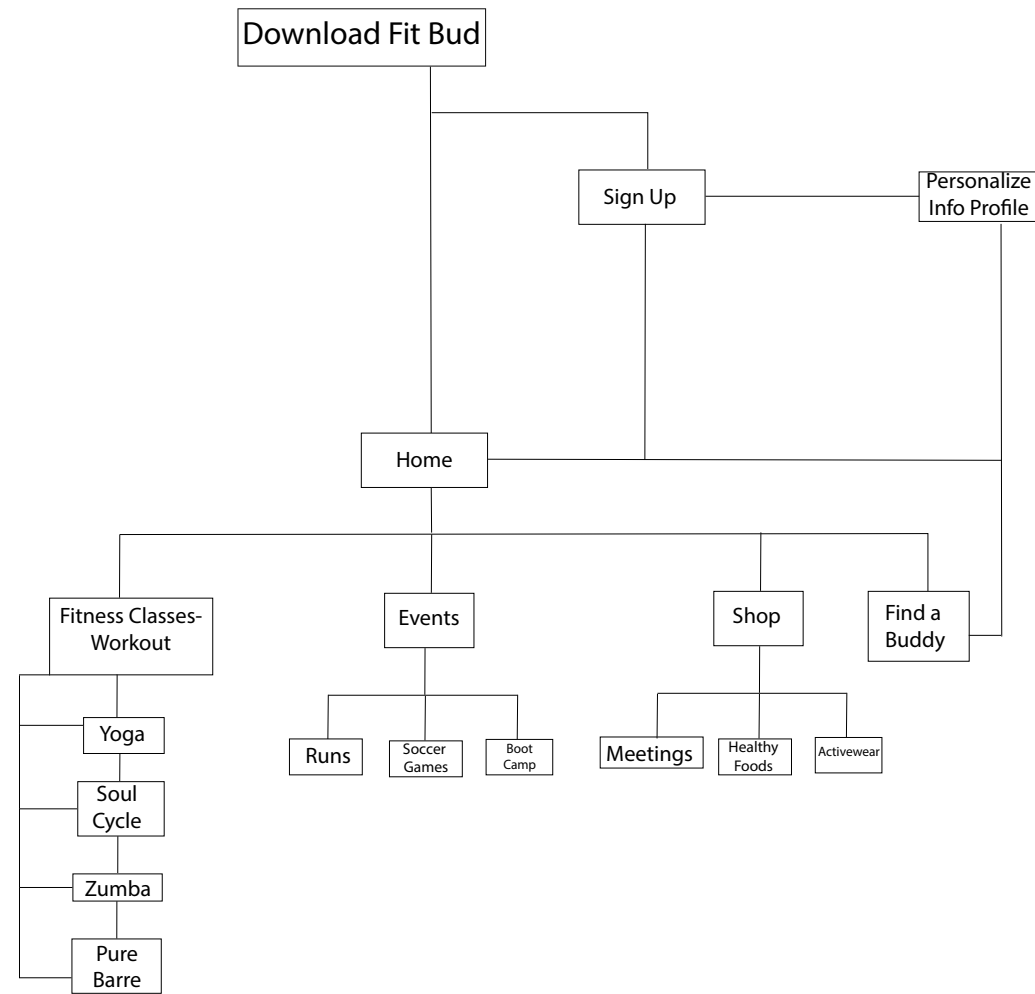 Download Fit Bud
Sign Up
Personalize
Info Profile
Home
Fitness Classes-
Workout
Events
Shop
Find a
Buddy
Yoga
Soul
Cycle
Zumba
Pure
Barre
Runs
Soccer
Games
Boot
Camp
Meetings
Healthy
Foods
Activewear